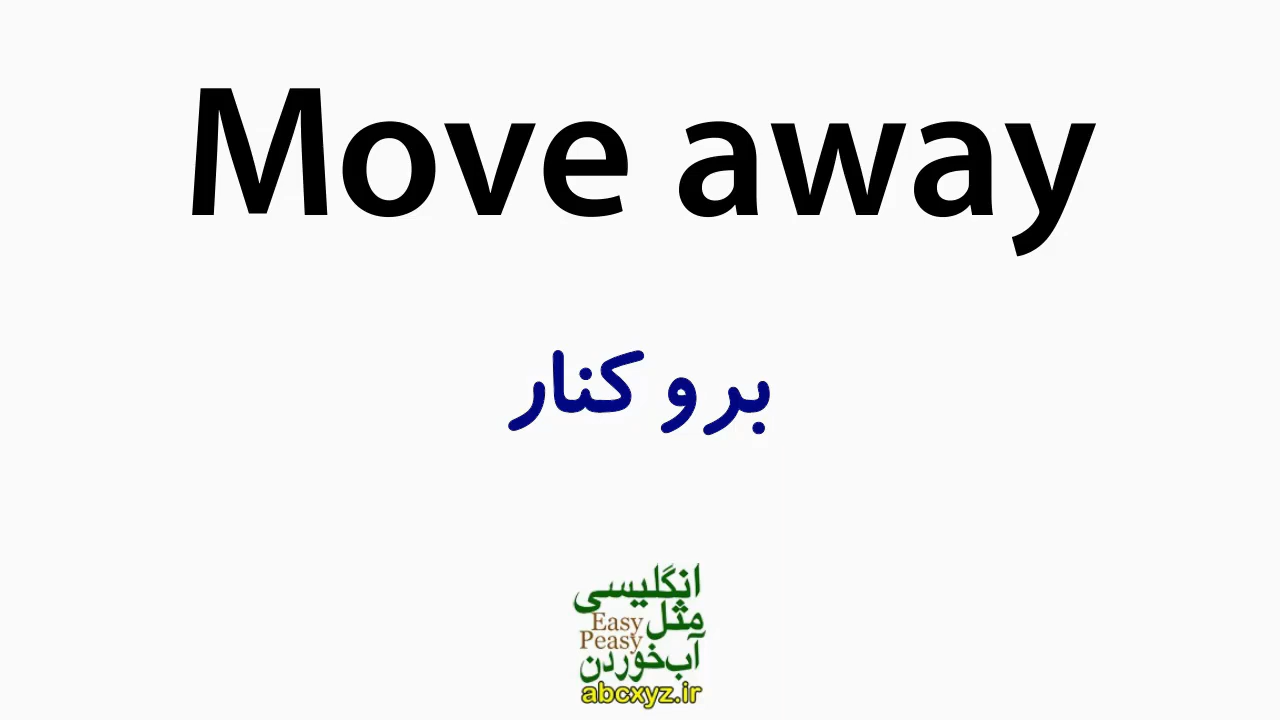 Move away
برو کنار
انگلیسی
مثل
Easy
Peasy
آب‌خوردن
abcxyz.ir